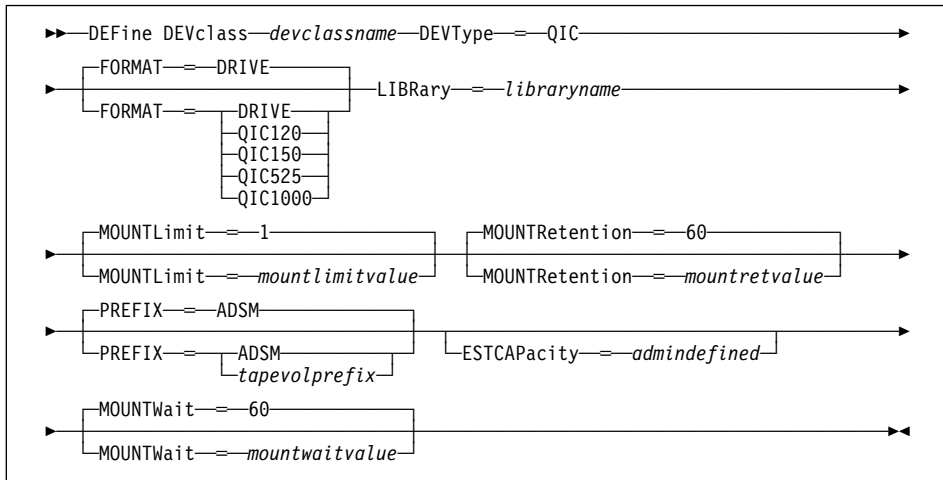 DEFine DEVclass devclassname DEVType = QIC
FORMAT = DRIVE
LIBRary = libraryname
FORMAT = DRIVE
QIC120
QIC150
QIC525
QIC1000
MOUNTLimit = 1 MOUNTRetention = 60
MOUNTLimit = mountlimitvalue MOUNTRetention = mountretvalue
PREFIX = ADSM
PREFIX = ADSM ESTCAPacity = admindefined
tapevolprefix
MOUNTWait = 60
MOUNTWait = mountwaitvalue